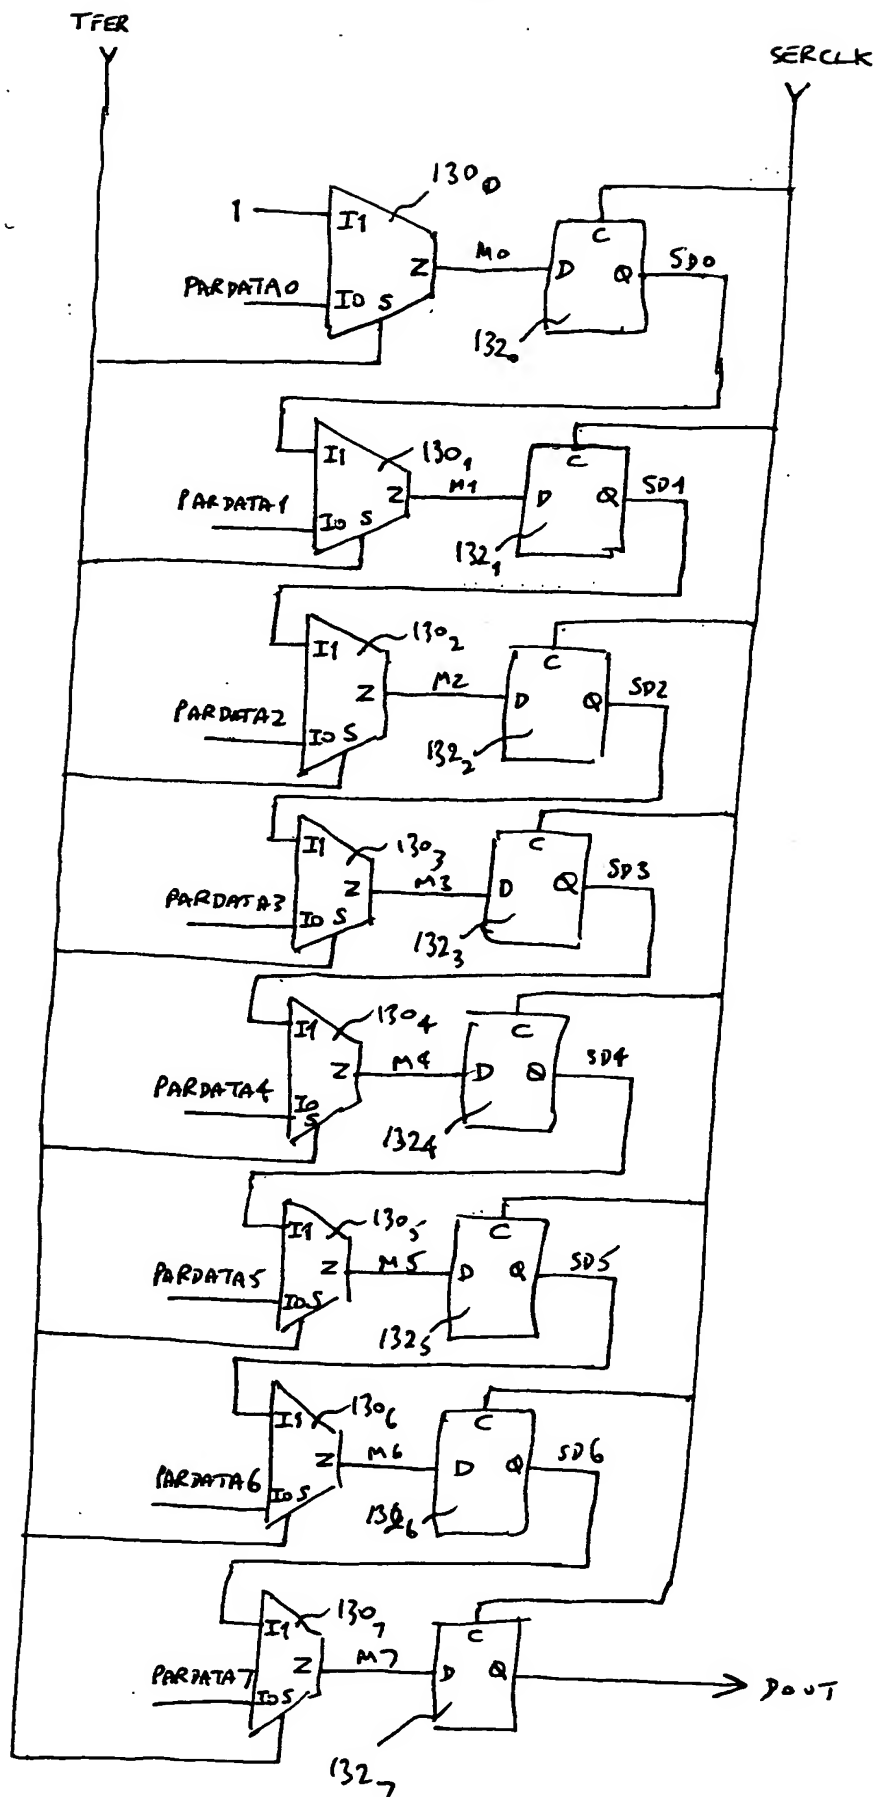 TFER
SERCLK
130₀
1 I1 C
Z M0 D Q SD0
PARDATA0 I0 S
132₀
I1 130₁ C
Z M1 D Q SD1
PARDATA1 I0 S
132₁
I1 130₂ C
Z M2 D Q SD2
PARDATA2 I0 S
132₂
I1 130₃ C
Z M3 D Q SD3
PARDATA3 I0 S
132₃
I1 130₄ C
Z M4 D Q SD4
PARDATA4 I0 S
132₄
I1 130₅ C
Z M5 D Q SD5
PARDATA5 I0 S
132₅
I1 130₆ C
Z M6 D Q SD6
PARDATA6 I0 S
132₆
I1 130₇ C
Z M7 D Q
PARDATA7 I0 S
DOUT
132₇